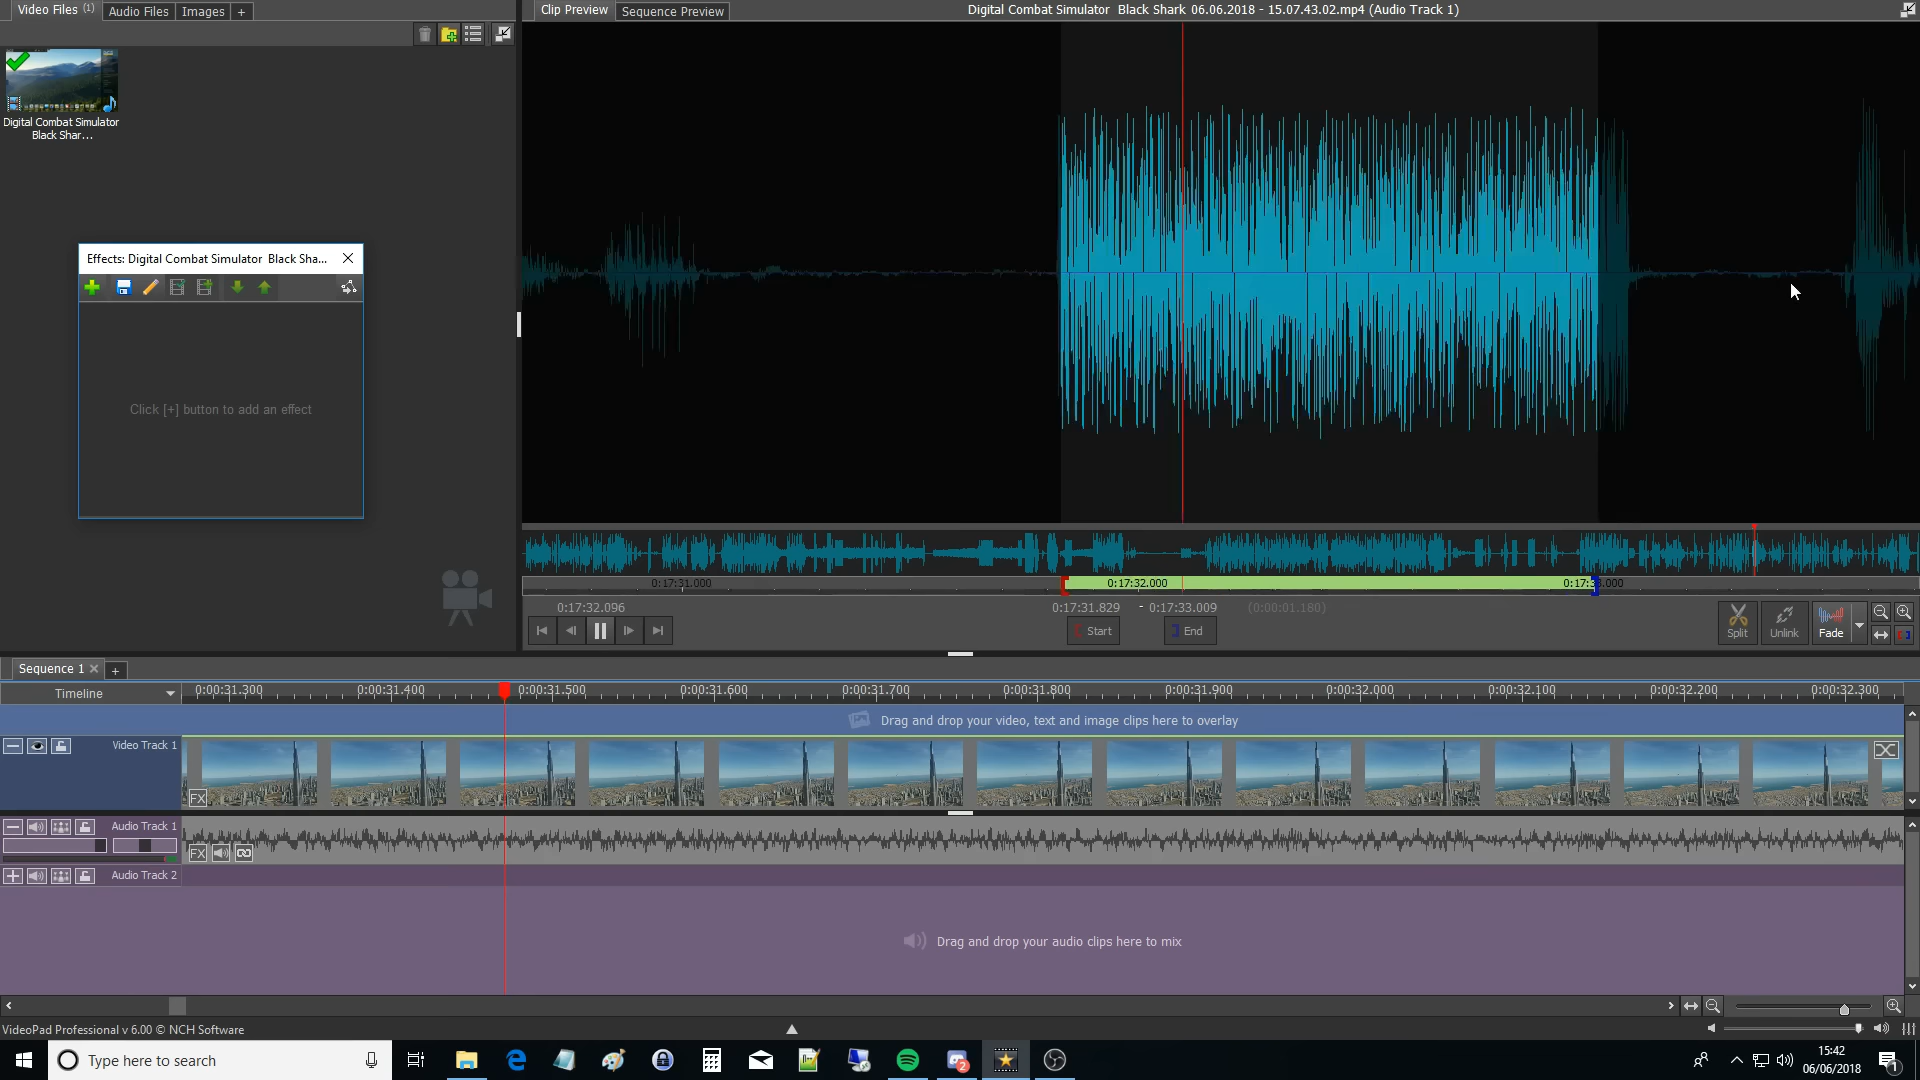 Video Files (1)
Audio Files
Images
+
Clip Preview
Sequence Preview
Digital Combat Simulator  Black Shark  06.06.2018 - 15.07.43.02.mp4 (Audio Track 1)
Digital Combat Simulator
Black Shar...
Effects: Digital Combat Simulator  Black Sha...
Click [+] button to add an effect
0:17:31.000
0:17:32.000
0:17:32.096
0:17:31.829 - 0:17:33.009 (0:00:01.180)
Start
End
Split
Unlink
Fade
Sequence 1
+
Timeline
0:00:31.300
0:00:31.400
0:00:31.500
0:00:31.600
0:00:31.700
0:00:31.800
0:00:31.900
0:00:32.000
0:00:32.100
0:00:32.200
0:00:32.300
Drag and drop your video, text and image clips here to overlay
Video Track 1
FX
Audio Track 1
FX
Audio Track 2
Drag and drop your audio clips here to mix
VideoPad Professional v 6.00 © NCH Software
Type here to search
2
15:42
06/06/2018
1